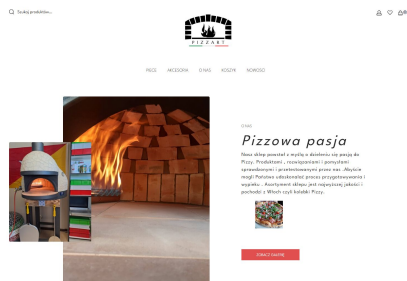 Szukaj produktów...
0
PIZZART
PIECE AKCESORIA O NAS KOSZYK NOWOŚCI
O NAS
Pizzowa pasja
Nasz sklep powstał z myślą o dzieleniu się pasją do
Pizzy. Produktami , rozwiązaniami i pomysłami
sprawdzonymi i przetestowanymi przez nas .Abyście
mogli Państwo udoskonalać proces przygotowywania i
wypieku . Asortyment sklepu jest najwyższej jakości i
pochodzi z Włoch czyli kolebki Pizzy.
ZOBACZ GALERIĘ